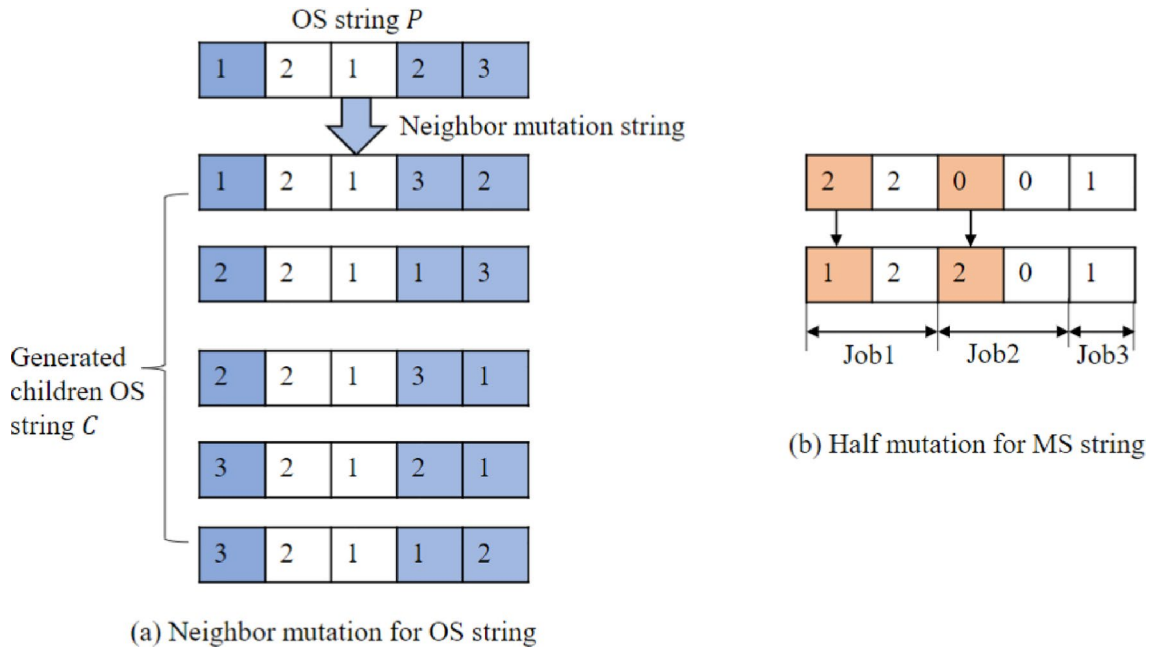 OS string P
1 2 1 2 3
Neighbor mutation string
1 2 1 3 2
2 2 1 1 3
2 2 1 3 1
3 2 1 2 1
3 2 1 1 2
Generated
children OS
string C
(a) Neighbor mutation for OS string
2 2 0 0 1
1 2 2 0 1
Job1 Job2 Job3
(b) Half mutation for MS string